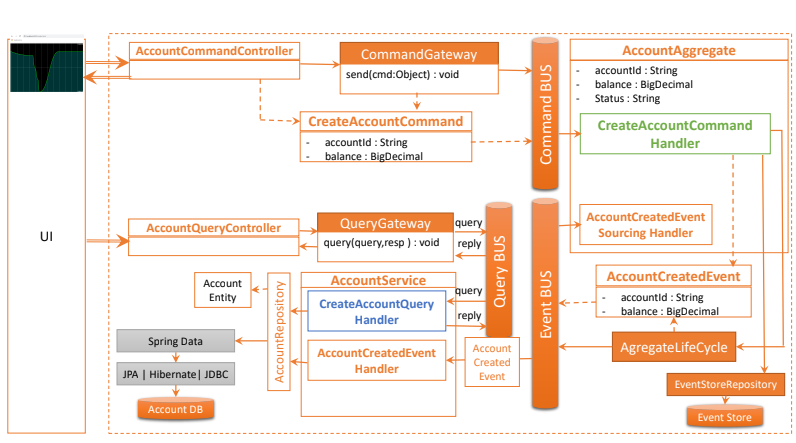 AccountCommandController
CommandGateway
send(cmd:Object) : void
CreateAccountCommand
- accountId : String
- balance : BigDecimal
Command BUS
AccountAggregate
- accountId : String
- balance : BigDecimal
- Status : String
CreateAccountCommand
Handler
AccountCreatedEvent
Sourcing Handler
UI
AccountQueryController
QueryGateway
query(query,resp ) : void
query
reply
Query BUS
Event BUS
AccountCreatedEvent
- accountId : String
- balance : BigDecimal
AgregateLifeCycle
EventStoreRepository
Event Store
Account
Entity
AccountRepository
AccountService
CreateAccountQuery
Handler
query
reply
AccountCreatedEvent
Handler
Account
Created
Event
Spring Data
JPA | Hibernate| JDBC
Account DB